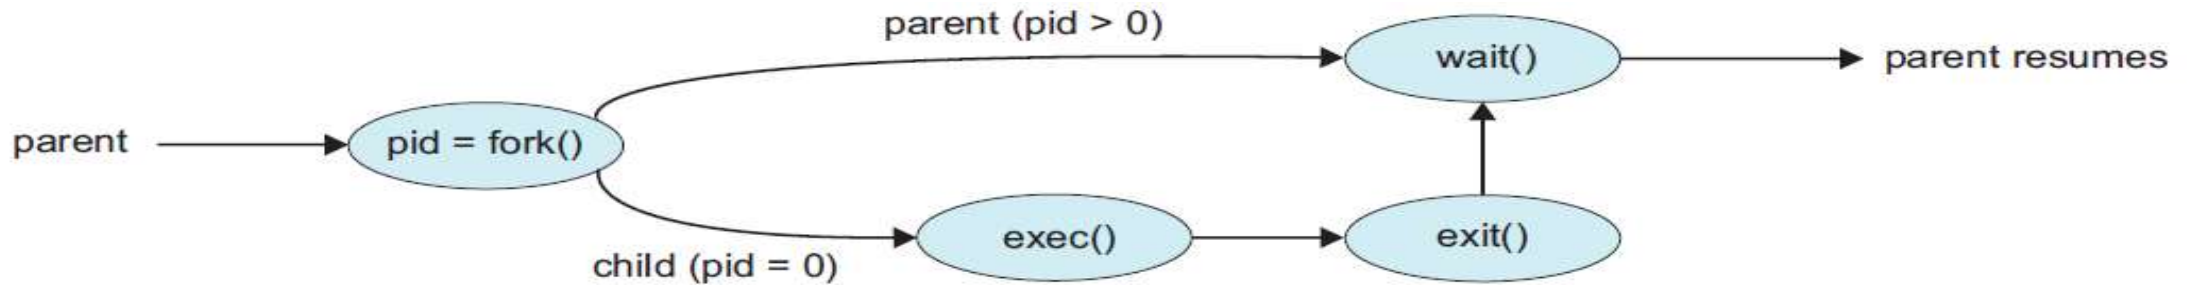 parent (pid > 0)
wait()
parent resumes
parent
pid = fork()
exec()
exit()
child (pid = 0)